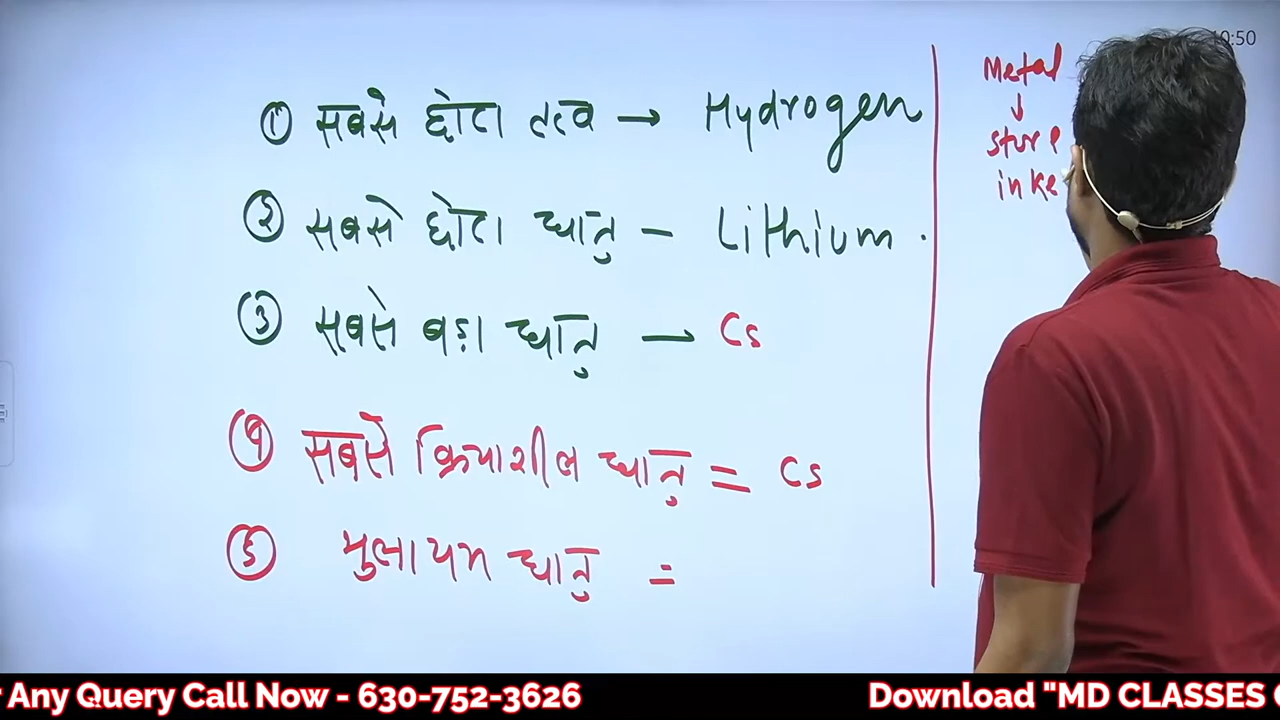 ① सबसे छोटा तत्व → Hydrogen
② सबसे छोटा धातु – Lithium .
③ सबसे बड़ा धातु → Cs
④ सबसे क्रियाशील धातु = Cs
⑤ मुलायम धातु =
Metal
↓
store
in Ke
10:50
Any Query Call Now - 630-752-3626
Download "MD CLASSES